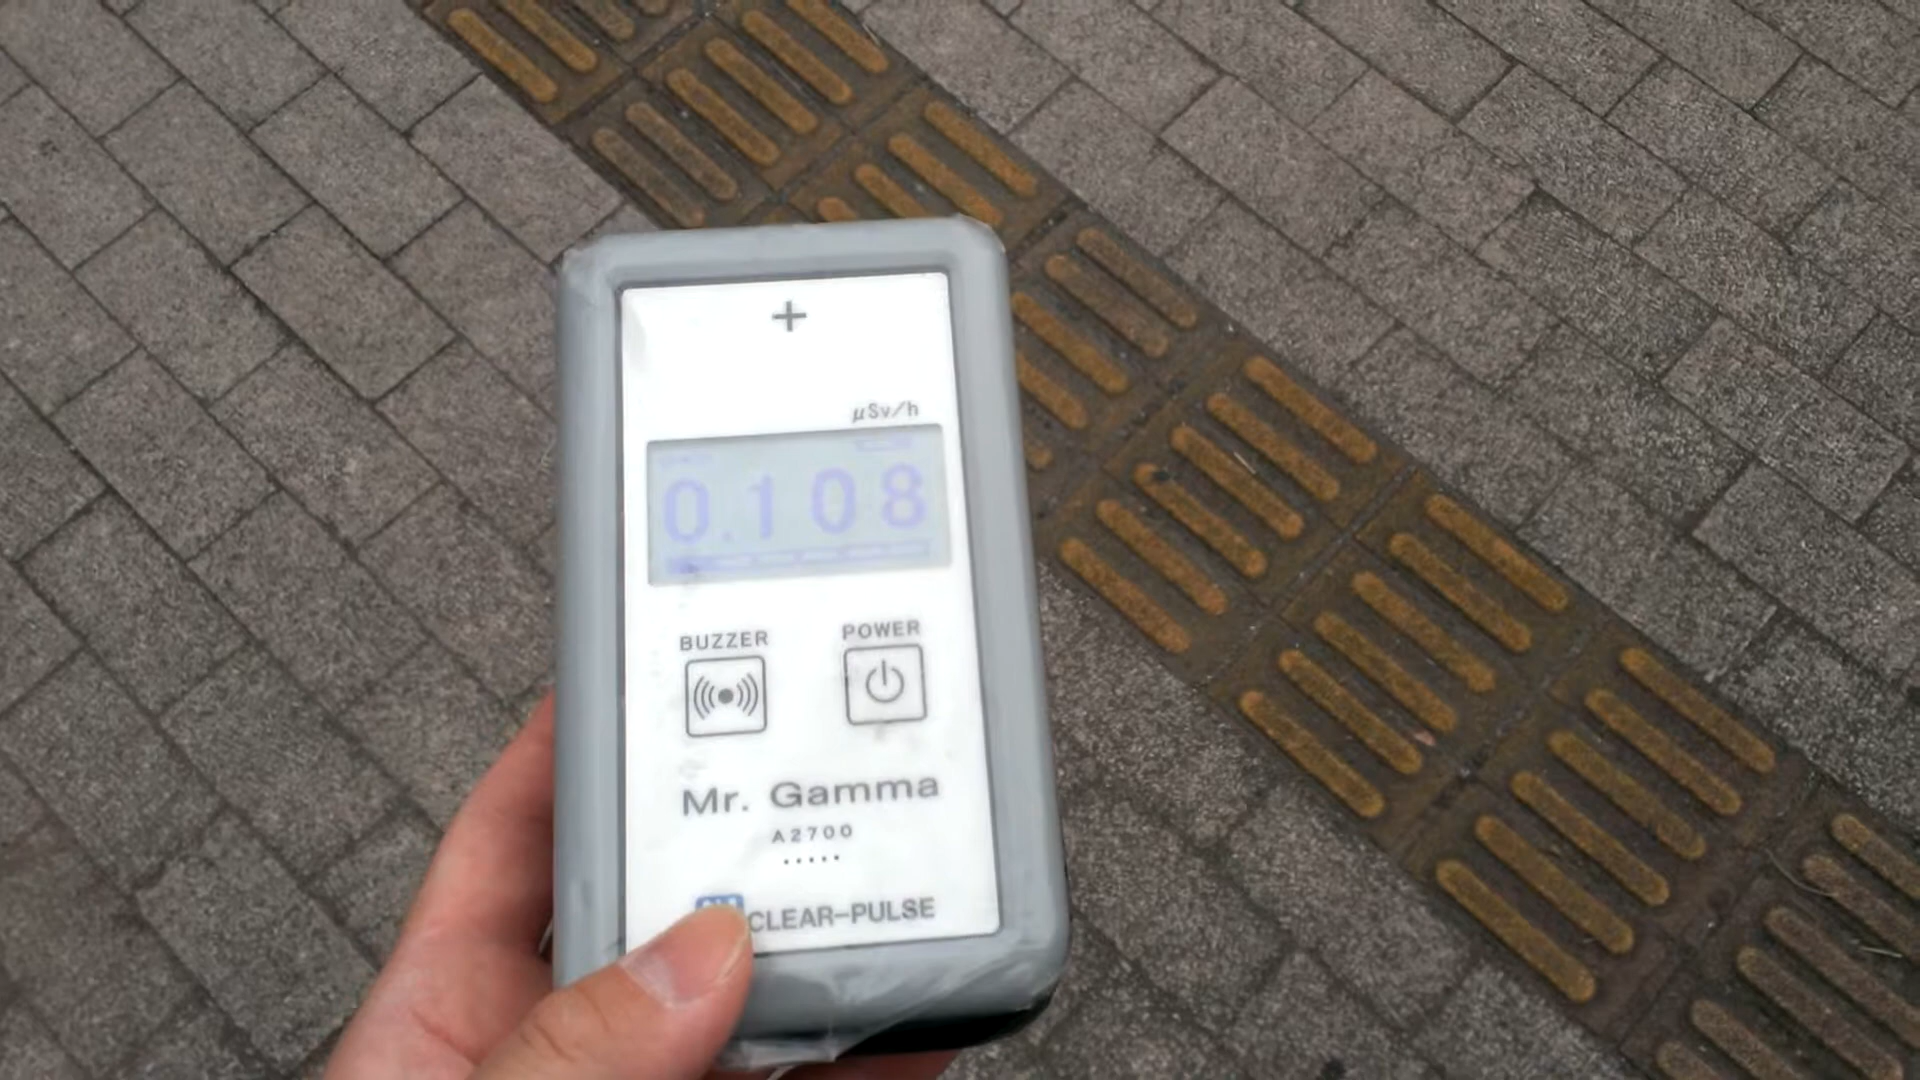 +
μSv/h
0.108
BUZZER POWER
Mr. Gamma
A2700
CLEAR-PULSE